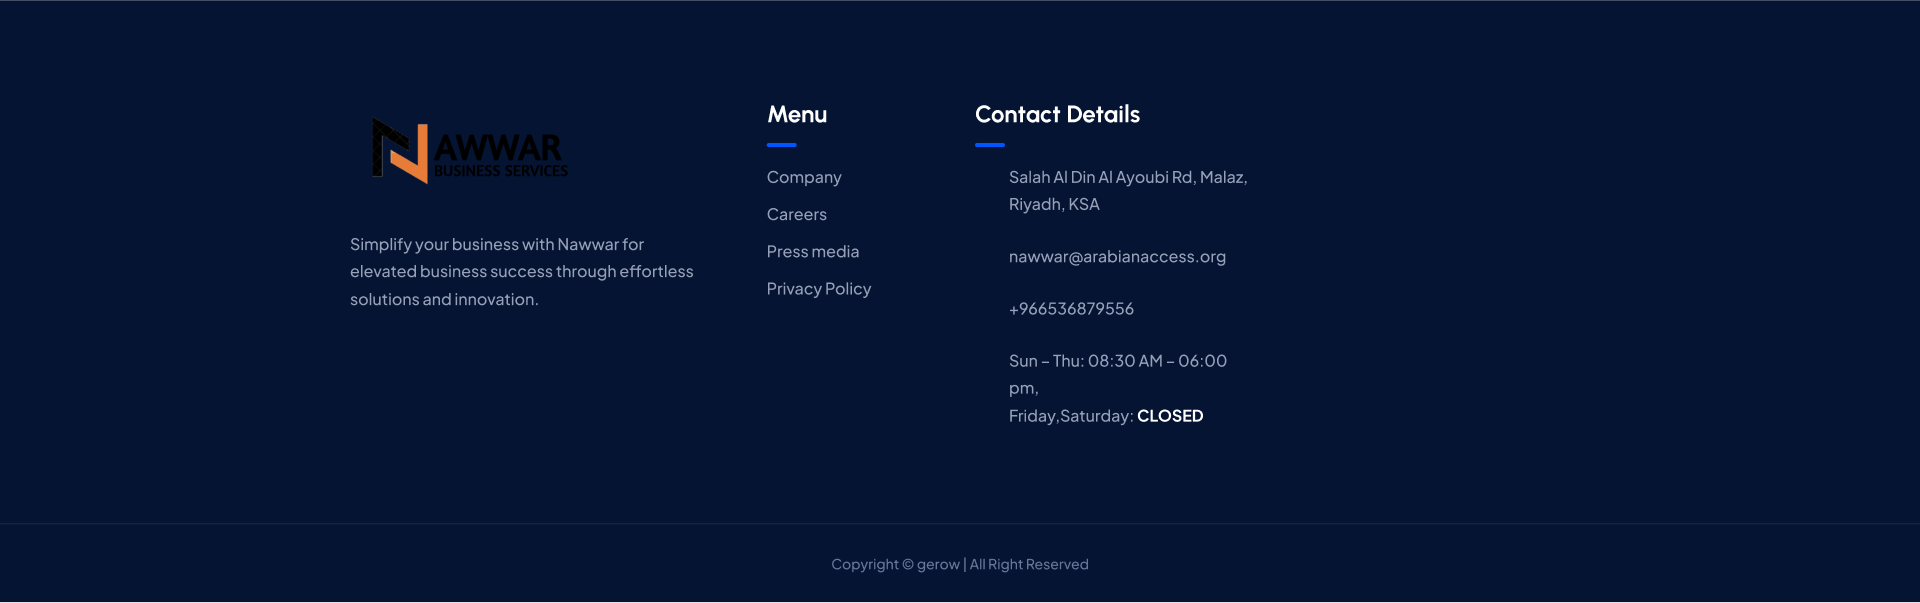 NAWWAR
BUSINESS SERVICES
Simplify your business with Nawwar for
elevated business success through effortless
solutions and innovation.
Menu
Company
Careers
Press media
Privacy Policy
Contact Details
Salah Al Din Al Ayoubi Rd, Malaz,
Riyadh, KSA
nawwar@arabianaccess.org
+966536879556
Sun – Thu: 08:30 AM – 06:00
pm,
Friday,Saturday: CLOSED
Copyright © gerow | All Right Reserved